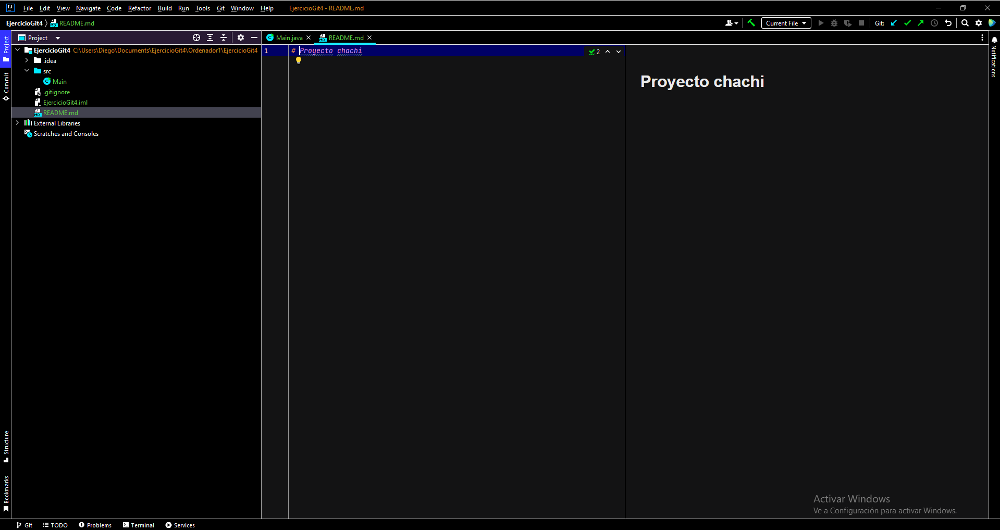 IJ File Edit View Navigate Code Refactor Build Run Tools Git Window Help EjercicioGit4 - README.md
EjercicioGit4 README.md Current File Git:
Project
Main.java README.md
Project
Commit
Structure
Bookmarks
EjercicioGit4 C:\Users\Diego\Documents\EjercicioGit4\Ordenador1\EjercicioGit4
.idea
src
Main
.gitignore
EjercicioGit4.iml
README.md
External Libraries
Scratches and Consoles
1 # Proyecto chachi 2
Proyecto chachi
Notifications
Activar Windows
Ve a Configuración para activar Windows.
Git TODO Problems Terminal Services